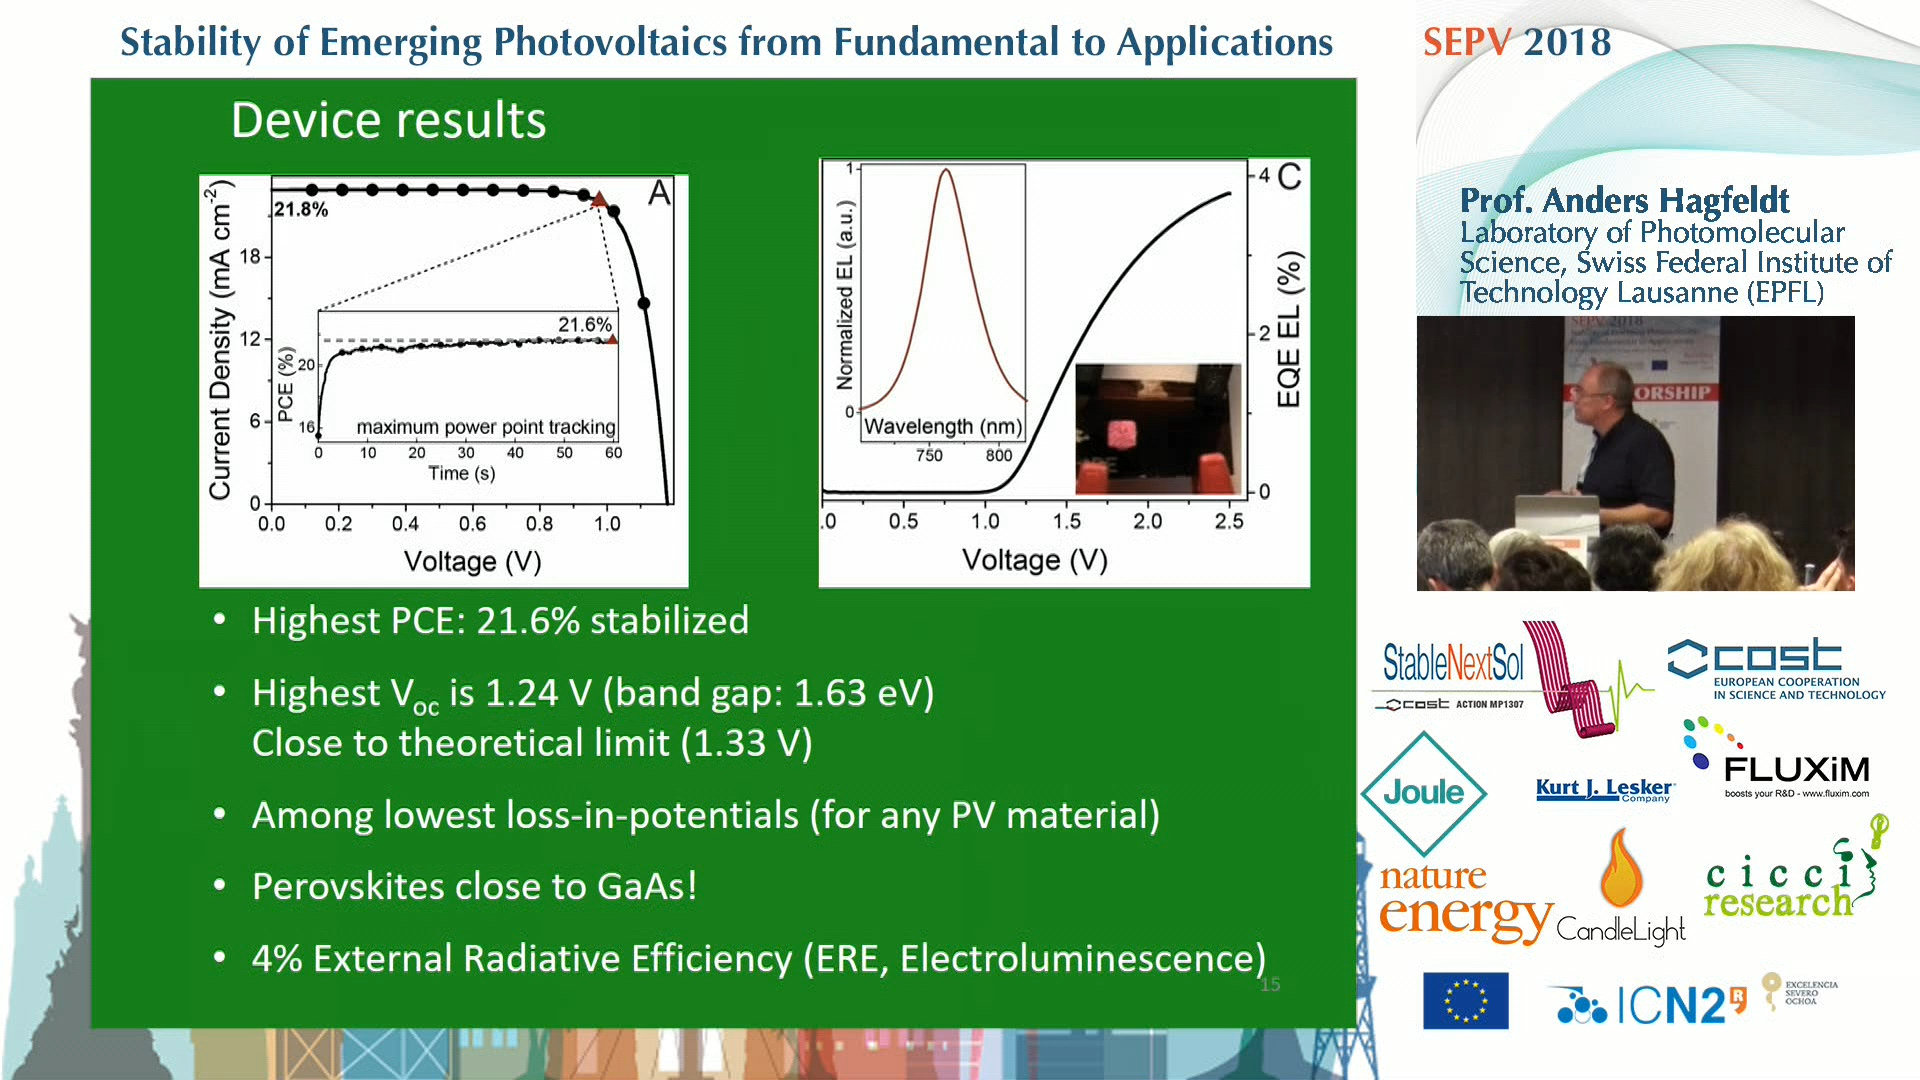 Stability of Emerging Photovoltaics from Fundamental to Applications
SEPV 2018
Device results
A
21.8%
Current Density (mA cm-2)
18
12
6
0
0.0 0.2 0.4 0.6 0.8 1.0
Voltage (V)
21.6%
PCE (%)
20
16
maximum power point tracking
0 10 20 30 40 50 60
Time (s)
C
1
0
Normalized EL (a.u.)
Wavelength (nm)
750 800
4
2
0
EQE EL (%)
.0 0.5 1.0 1.5 2.0 2.5
Voltage (V)
• Highest PCE: 21.6% stabilized
• Highest Voc is 1.24 V (band gap: 1.63 eV)
Close to theoretical limit (1.33 V)
• Among lowest loss-in-potentials (for any PV material)
• Perovskites close to GaAs!
• 4% External Radiative Efficiency (ERE, Electroluminescence)
15
Prof. Anders Hagfeldt
Laboratory of Photomolecular
Science, Swiss Federal Institute of
Technology Lausanne (EPFL)
SEPV 2018
ORSHIP
StableNextSol
cost ACTION MP1307
cost
EUROPEAN COOPERATION
IN SCIENCE AND TECHNOLOGY
Joule
Kurt J. Lesker
Company
FLUXiM
boosts your R&D - www.fluxim.com
nature
energy
CandleLight
cicci
research
ICN2R
EXCELENCIA
SEVERO
OCHOA